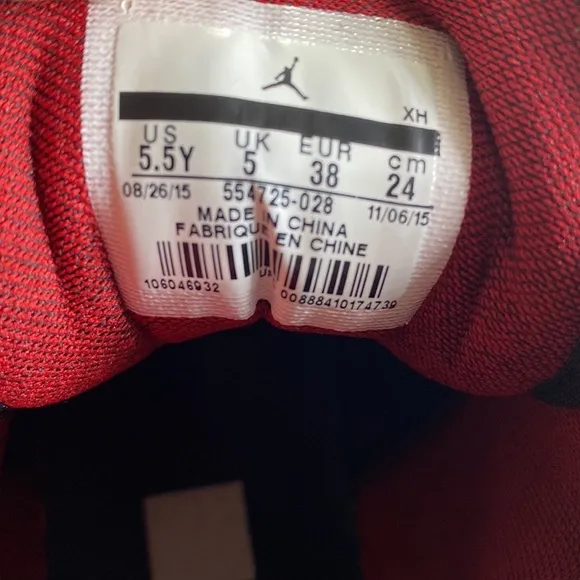 XH
US UK EUR cm
5.5Y 5 38 24
08/26/15 554725-028 11/06/15
MADE IN CHINA
FABRIQUE EN CHINE
106046932 00888410174739